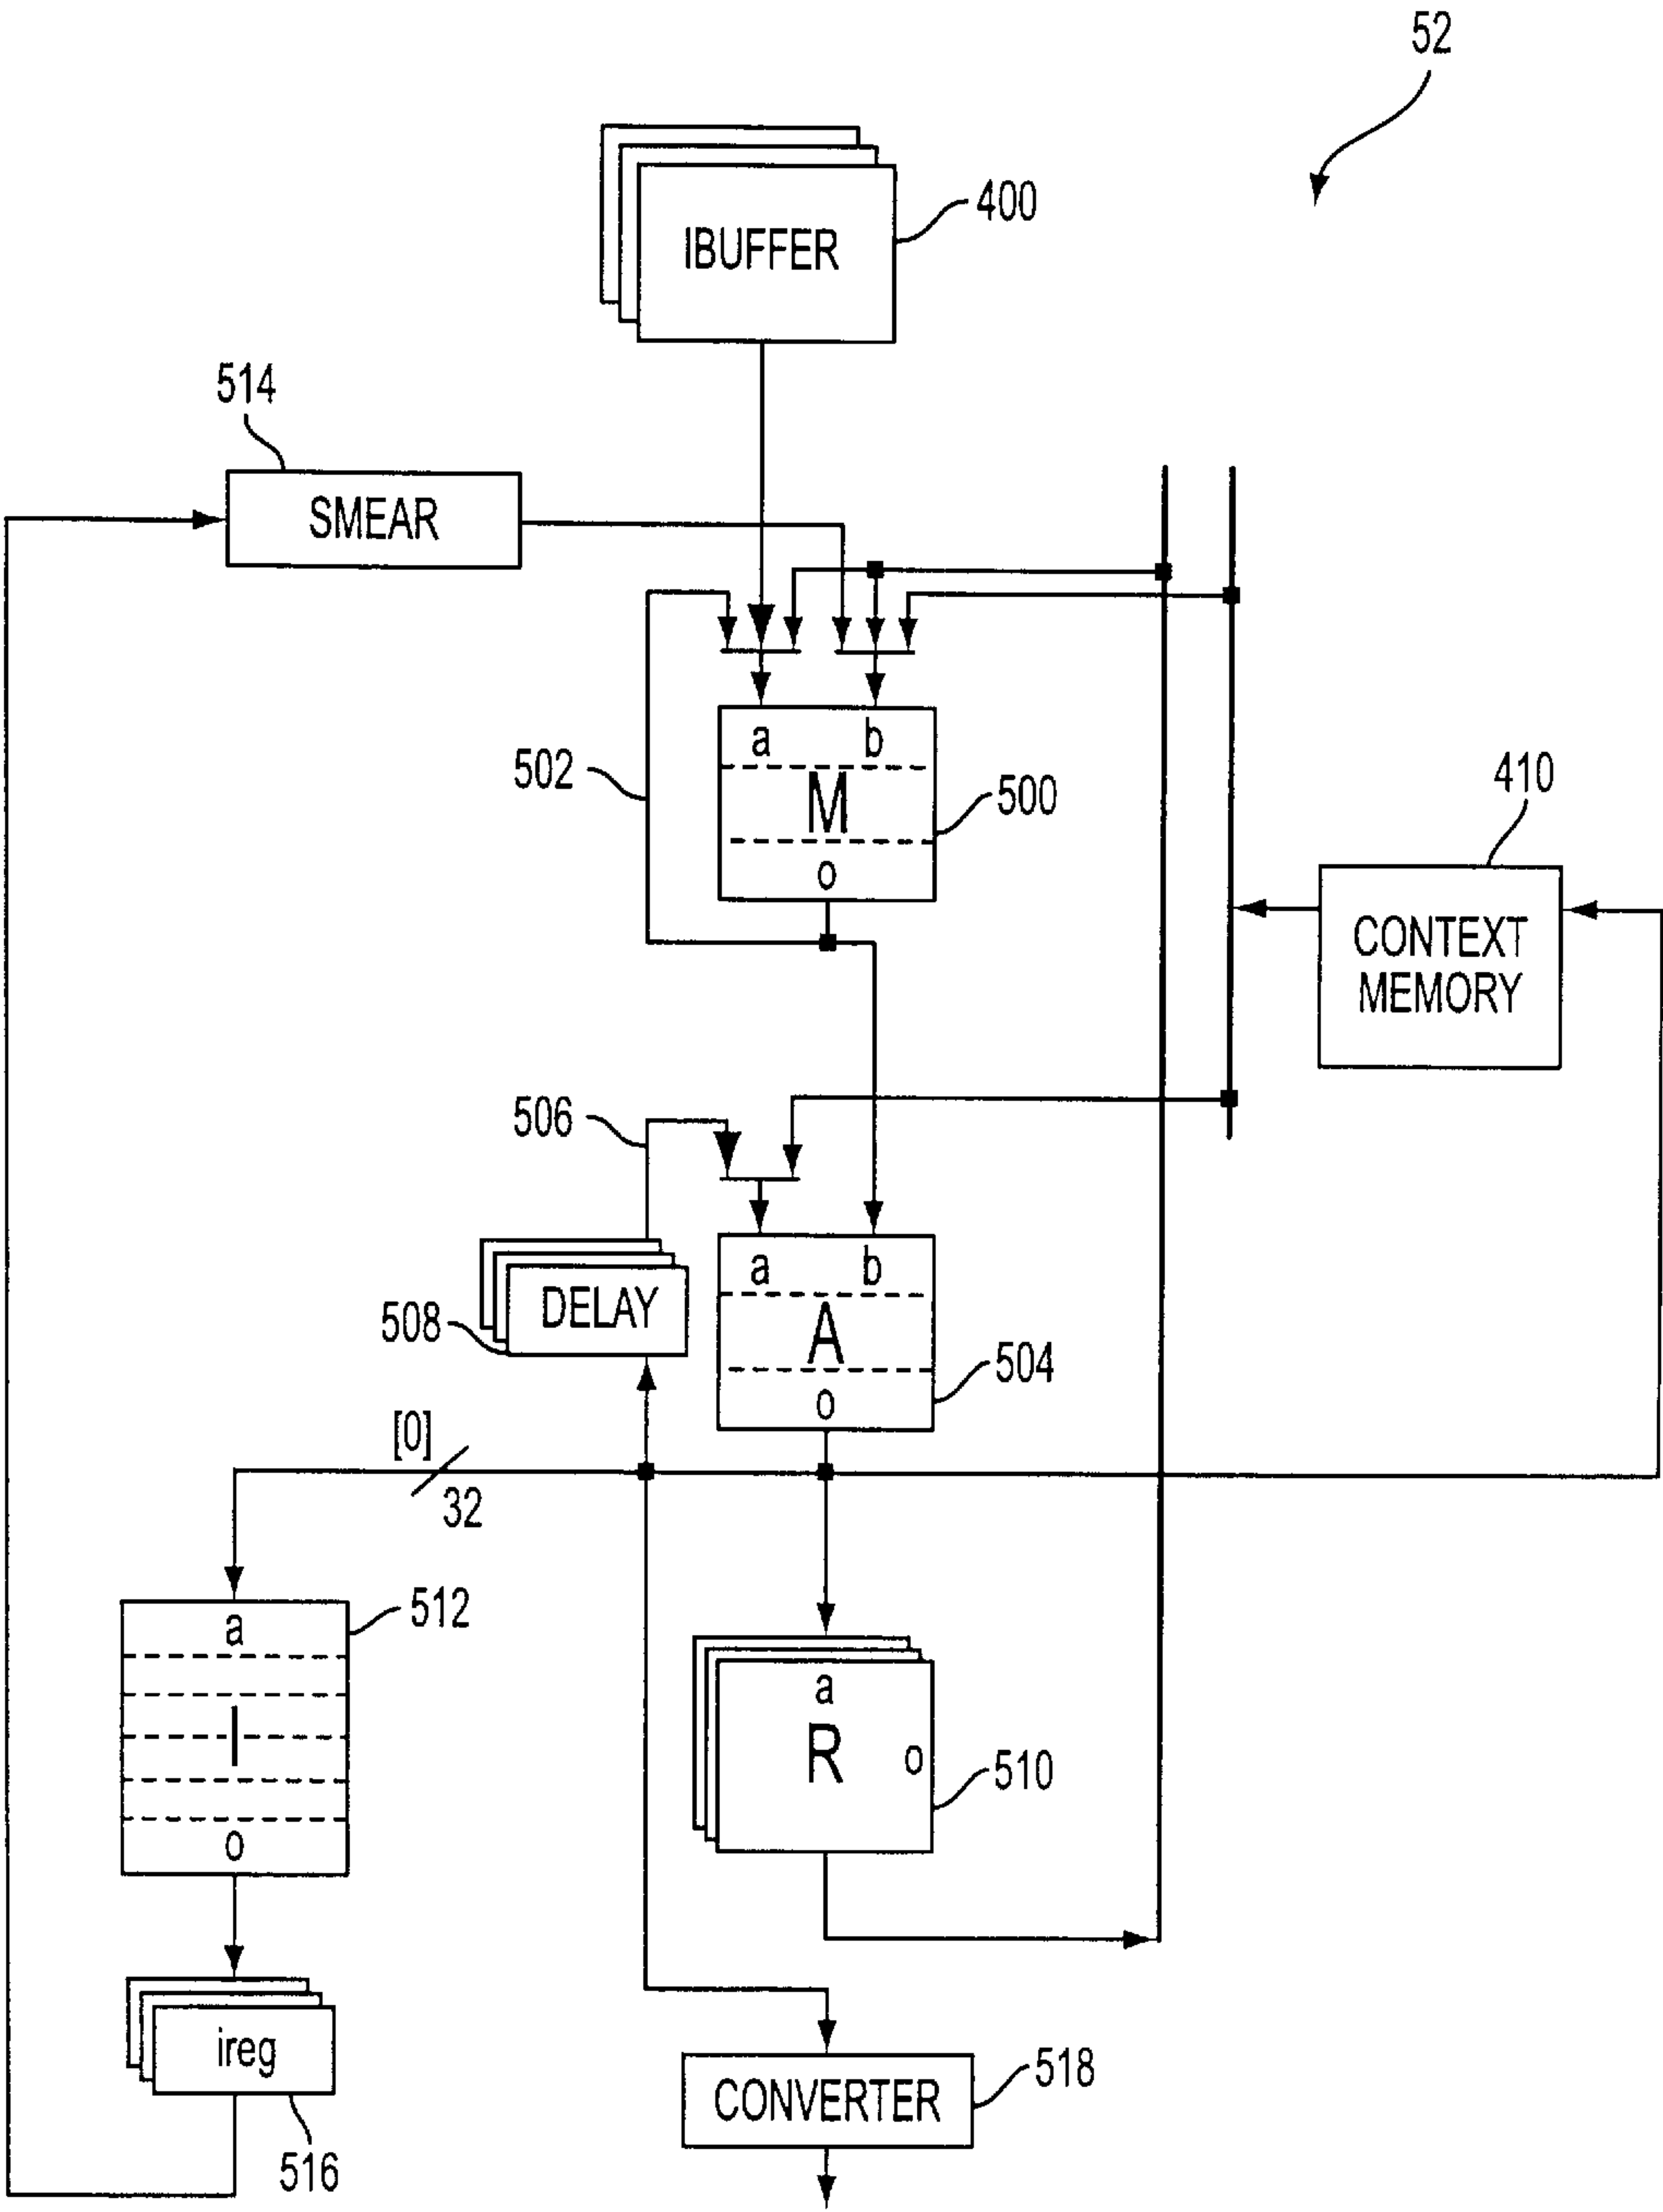 52
400
IBUFFER
514
SMEAR
a b
502
M
500
410
o
CONTEXT
MEMORY
506
a b
DELAY
508
A
504
o
[0]
32
512
a
I
o
a
R
o
510
ireg
516
518
CONVERTER